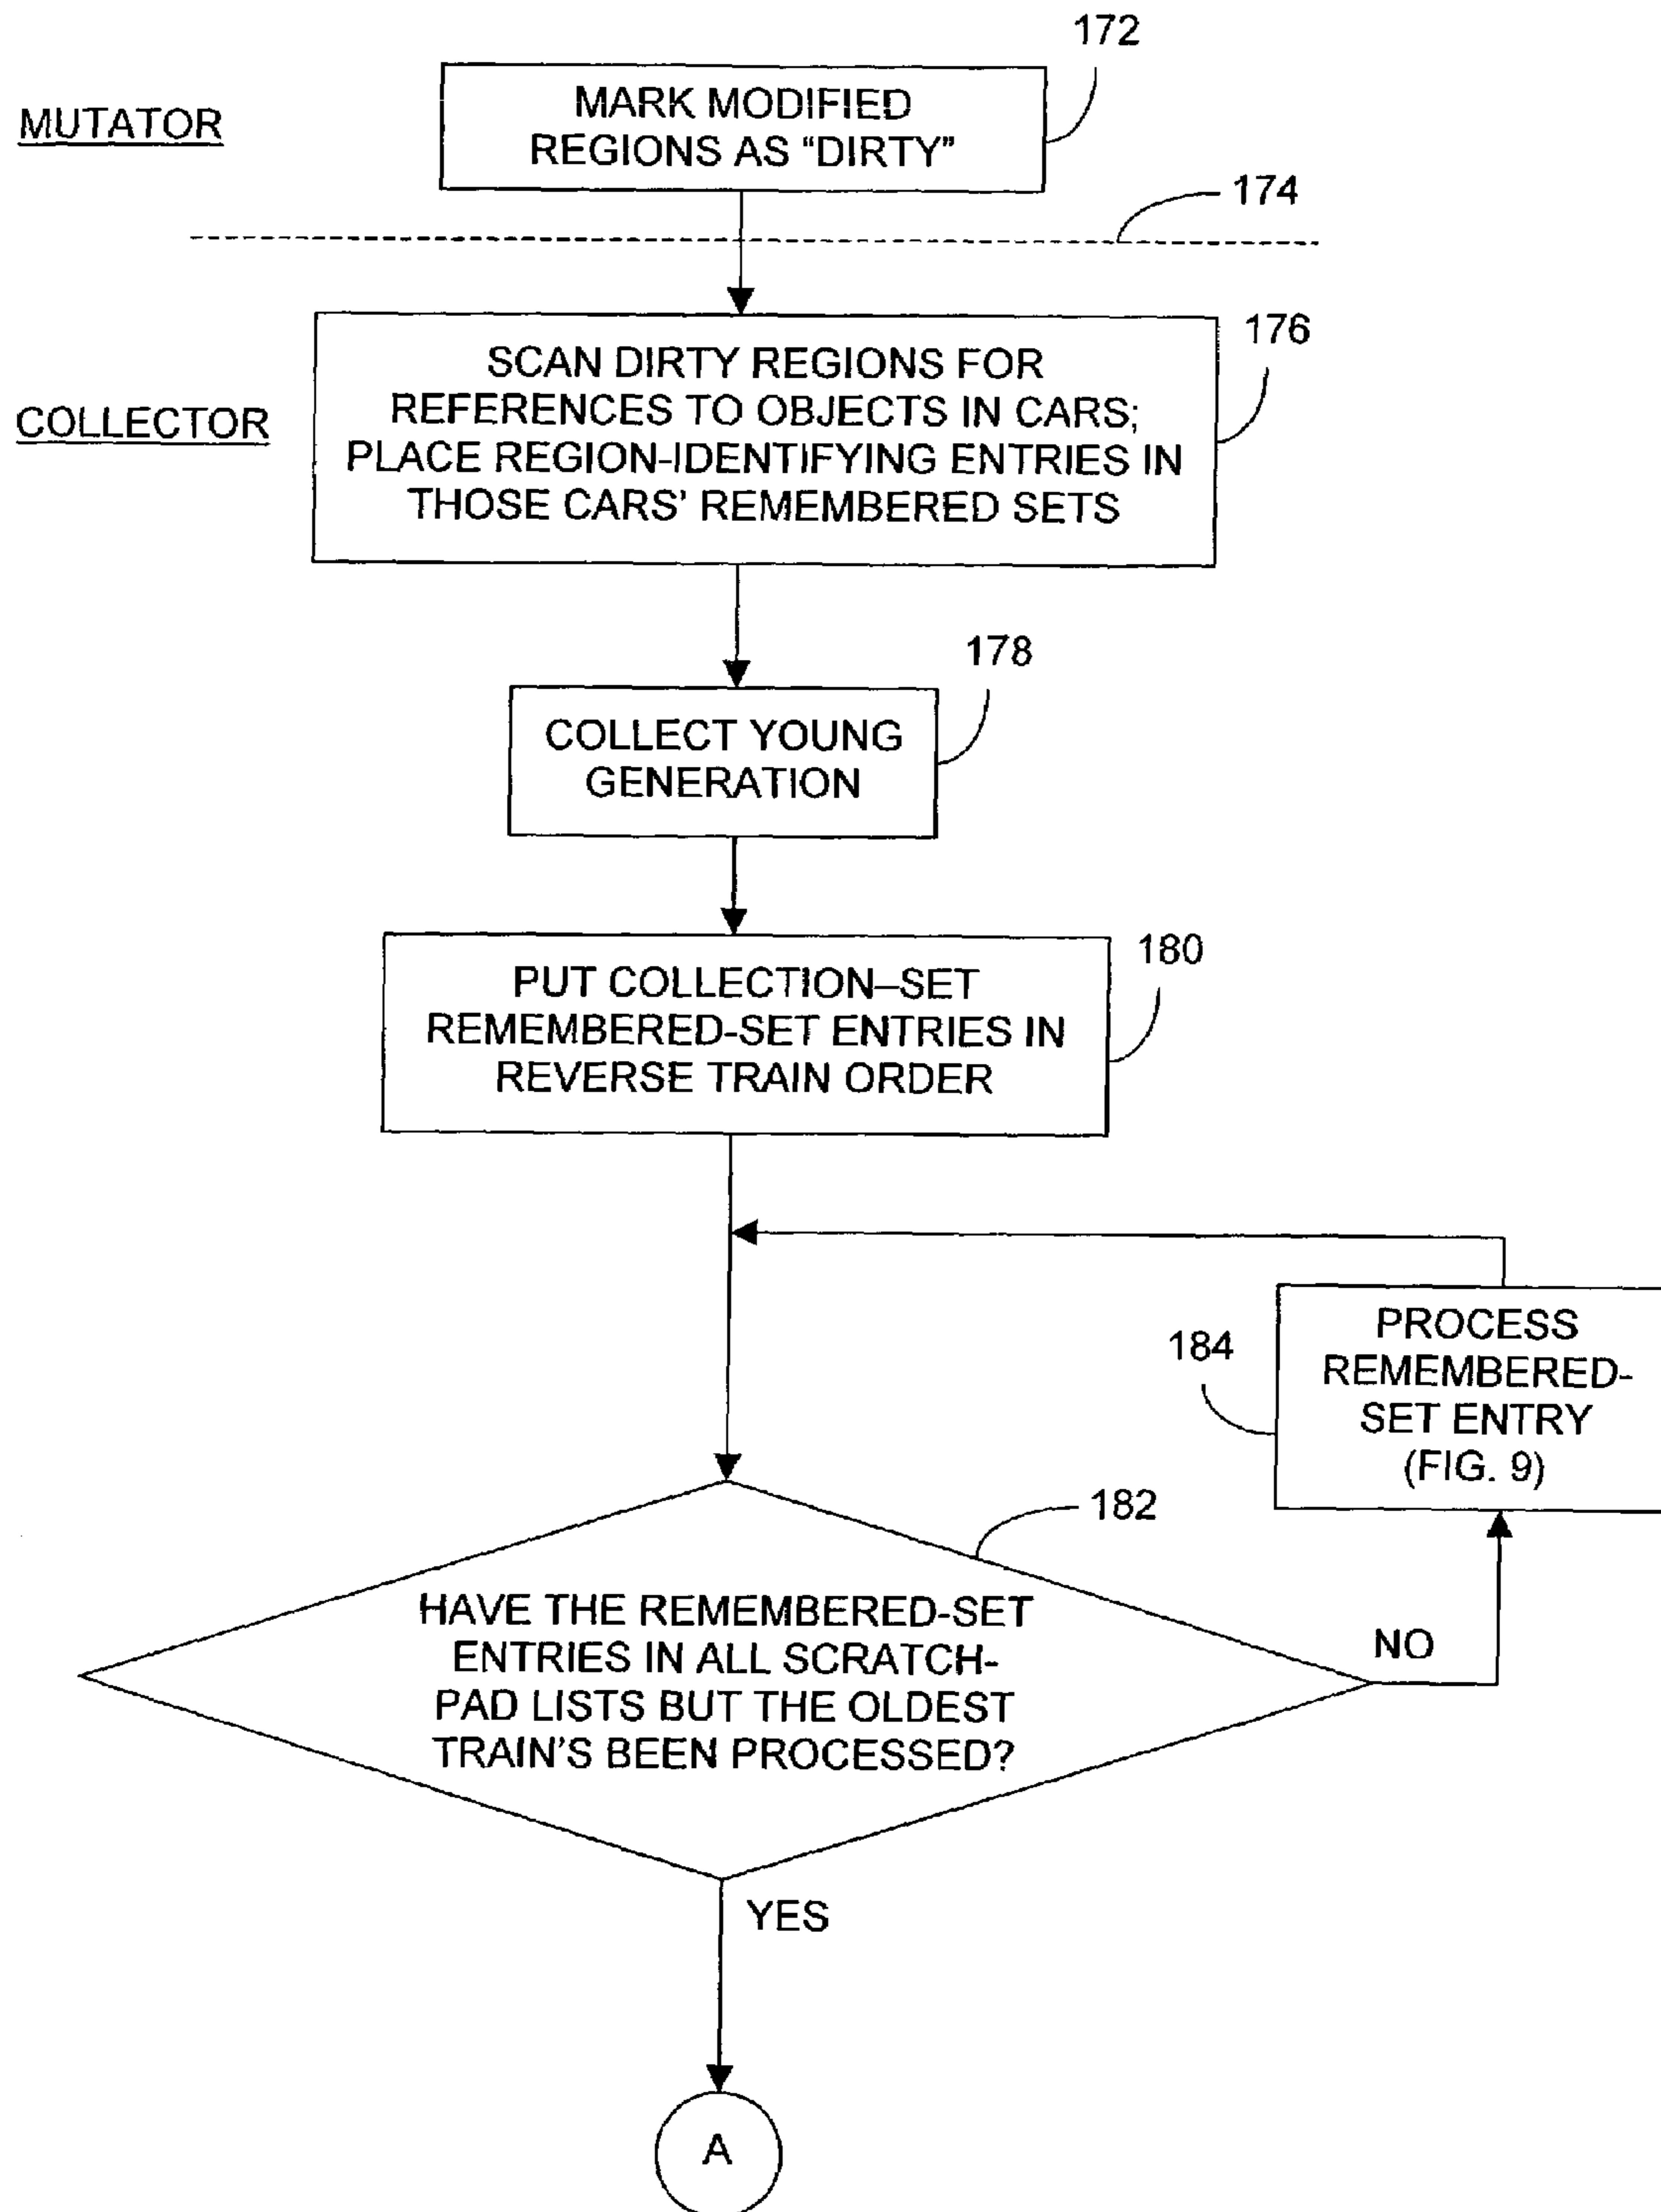 172
MUTATOR
MARK MODIFIED
REGIONS AS “DIRTY”
174
176
COLLECTOR
SCAN DIRTY REGIONS FOR
REFERENCES TO OBJECTS IN CARS;
PLACE REGION-IDENTIFYING ENTRIES IN
THOSE CARS’ REMEMBERED SETS
178
COLLECT YOUNG
GENERATION
180
PUT COLLECTION–SET
REMEMBERED-SET ENTRIES IN
REVERSE TRAIN ORDER
184
PROCESS
REMEMBERED-
SET ENTRY
(FIG. 9)
182
HAVE THE REMEMBERED-SET
ENTRIES IN ALL SCRATCH-
PAD LISTS BUT THE OLDEST
TRAIN’S BEEN PROCESSED?
NO
YES
A